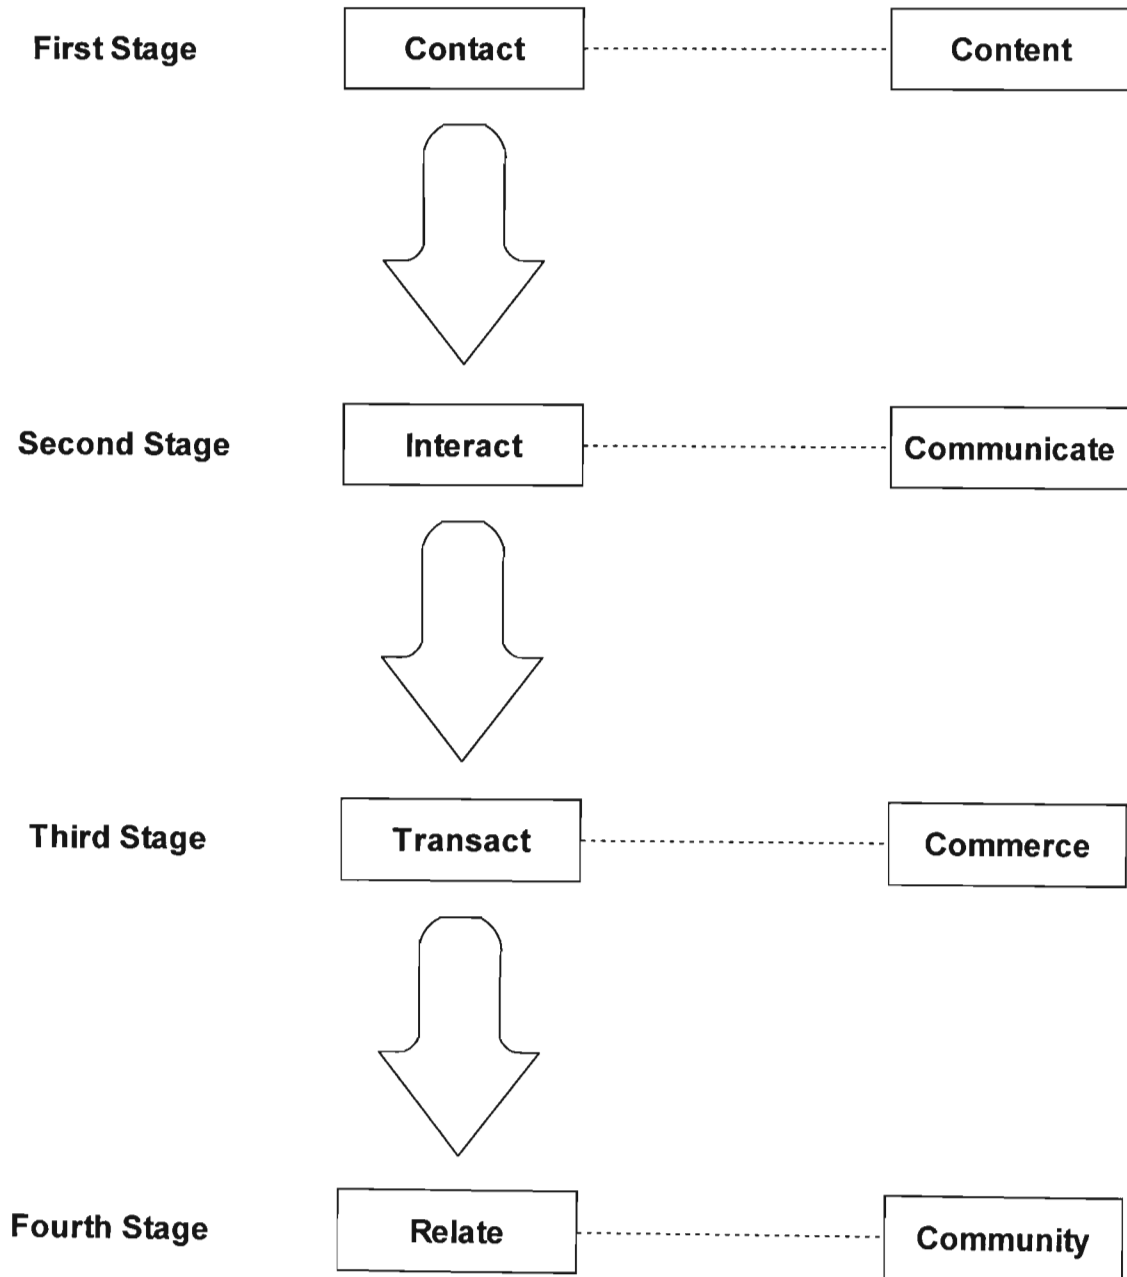 First Stage
Contact
Content
Second Stage
Interact
Communicate
Third Stage
Transact
Commerce
Fourth Stage
Relate
Community